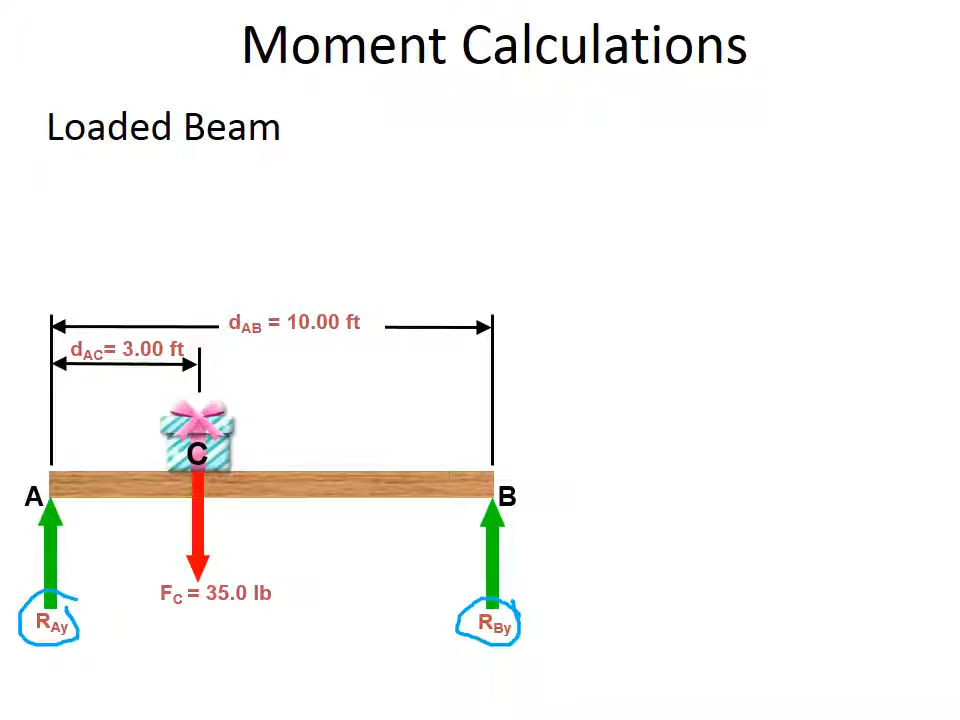 Moment Calculations
Loaded Beam
d_AB = 10.00 ft
d_AC= 3.00 ft
C
A
B
F_C = 35.0 lb
R_Ay
R_By